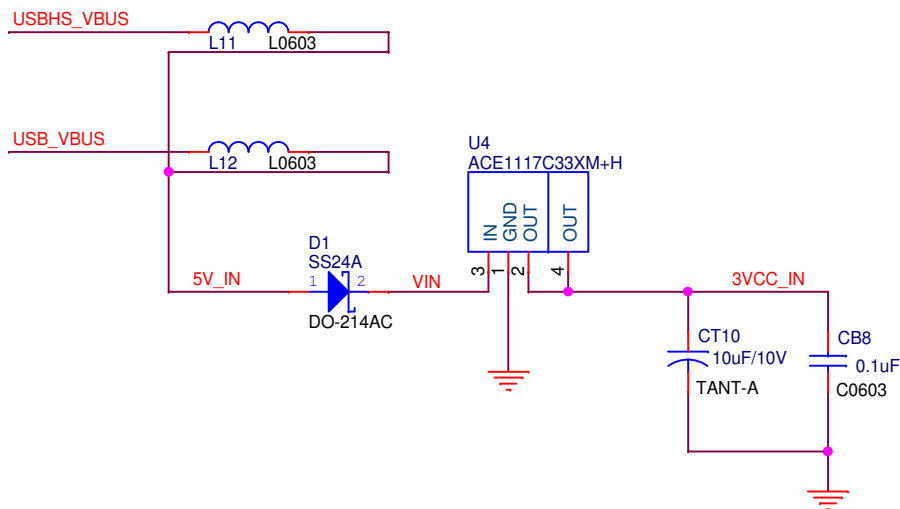 USBHS_VBUS
L11 L0603
USB_VBUS
L12 L0603
U4
ACE1117C33XM+H
IN
GND
OUT
OUT
3
1
2
4
D1
SS24A
5V_IN
1 2
VIN
DO-214AC
3VCC_IN
CT10
10uF/10V
TANT-A
CB8
0.1uF
C0603